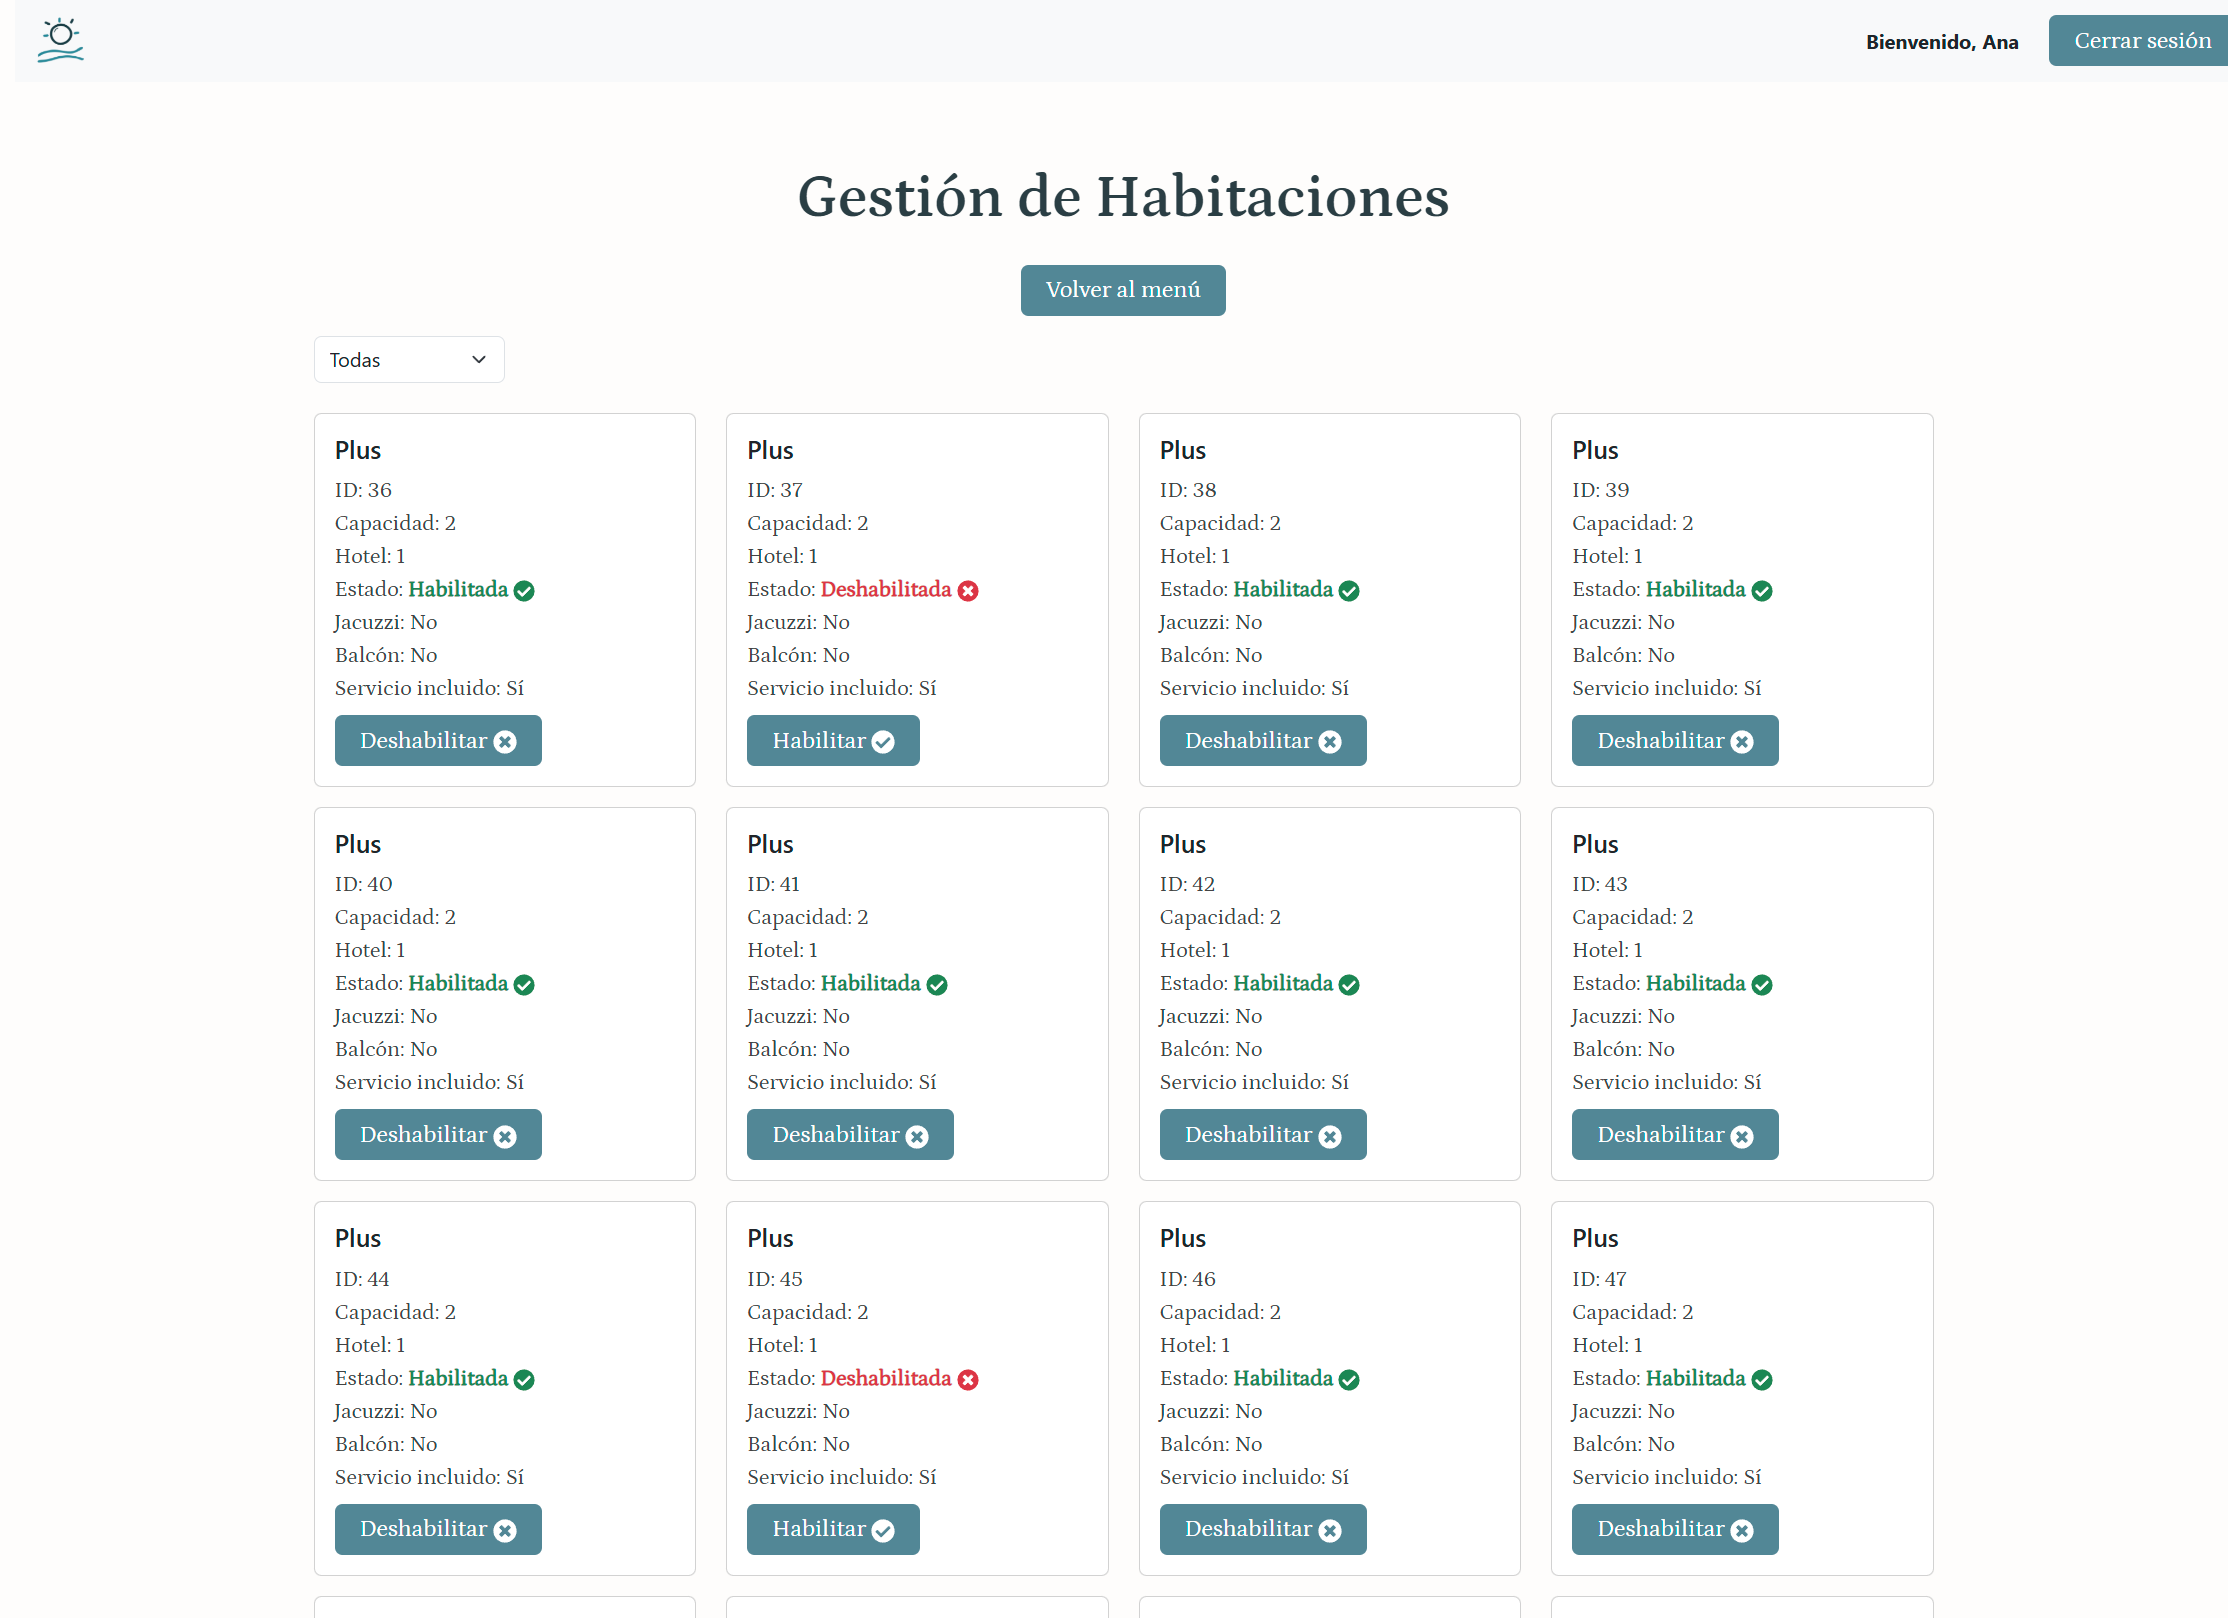 Bienvenido, Ana
Cerrar sesión
Gestión de Habitaciones
Volver al menú
Todas
Plus
ID: 36
Capacidad: 2
Hotel: 1
Estado: Habilitada
Jacuzzi: No
Balcón: No
Servicio incluido: Sí
Deshabilitar
Plus
ID: 37
Capacidad: 2
Hotel: 1
Estado: Deshabilitada
Jacuzzi: No
Balcón: No
Servicio incluido: Sí
Habilitar
Plus
ID: 38
Capacidad: 2
Hotel: 1
Estado: Habilitada
Jacuzzi: No
Balcón: No
Servicio incluido: Sí
Deshabilitar
Plus
ID: 39
Capacidad: 2
Hotel: 1
Estado: Habilitada
Jacuzzi: No
Balcón: No
Servicio incluido: Sí
Deshabilitar
Plus
ID: 40
Capacidad: 2
Hotel: 1
Estado: Habilitada
Jacuzzi: No
Balcón: No
Servicio incluido: Sí
Deshabilitar
Plus
ID: 41
Capacidad: 2
Hotel: 1
Estado: Habilitada
Jacuzzi: No
Balcón: No
Servicio incluido: Sí
Deshabilitar
Plus
ID: 42
Capacidad: 2
Hotel: 1
Estado: Habilitada
Jacuzzi: No
Balcón: No
Servicio incluido: Sí
Deshabilitar
Plus
ID: 43
Capacidad: 2
Hotel: 1
Estado: Habilitada
Jacuzzi: No
Balcón: No
Servicio incluido: Sí
Deshabilitar
Plus
ID: 44
Capacidad: 2
Hotel: 1
Estado: Habilitada
Jacuzzi: No
Balcón: No
Servicio incluido: Sí
Deshabilitar
Plus
ID: 45
Capacidad: 2
Hotel: 1
Estado: Deshabilitada
Jacuzzi: No
Balcón: No
Servicio incluido: Sí
Habilitar
Plus
ID: 46
Capacidad: 2
Hotel: 1
Estado: Habilitada
Jacuzzi: No
Balcón: No
Servicio incluido: Sí
Deshabilitar
Plus
ID: 47
Capacidad: 2
Hotel: 1
Estado: Habilitada
Jacuzzi: No
Balcón: No
Servicio incluido: Sí
Deshabilitar